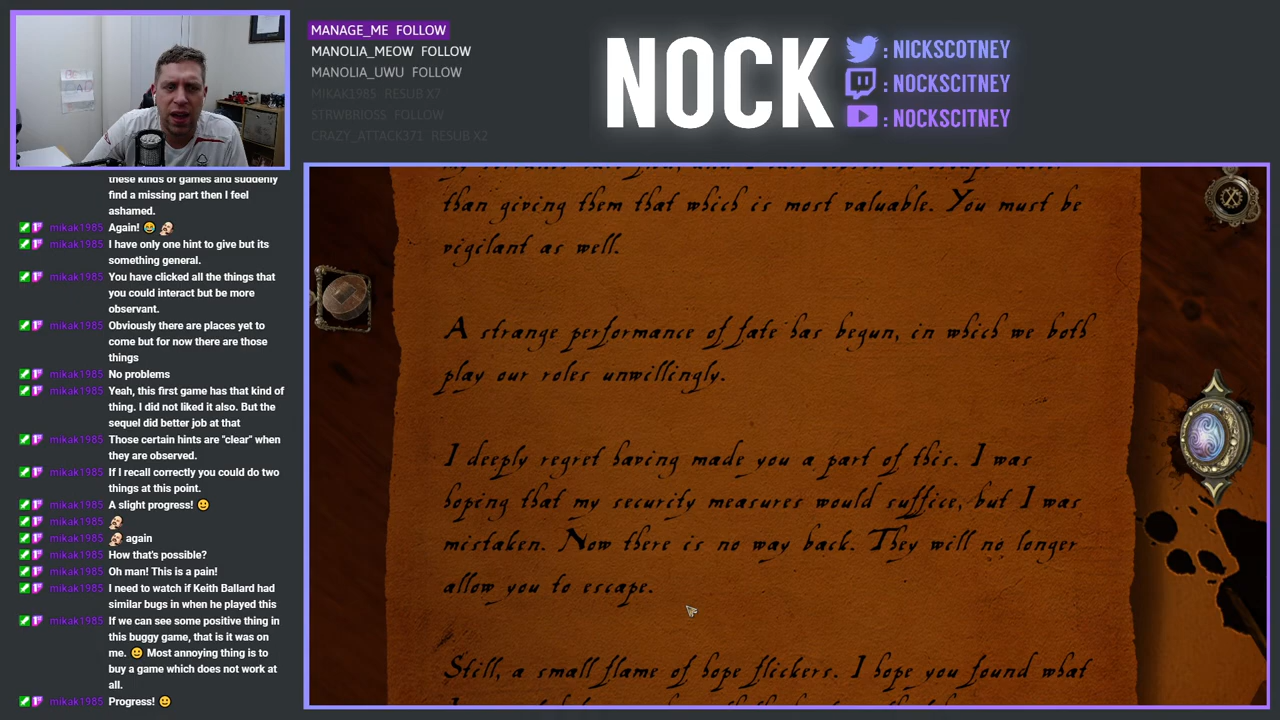 MANAGE_ME FOLLOW
MANOLIA_MEOW FOLLOW
MANOLIA_UWU FOLLOW
MIKAK1985 RESUB X7
STRWBRIOSS FOLLOW
CRAZY_ATTACK371 RESUB X2
NOCK
: NICKSCOTNEY
: NOCKSCITNEY
: NOCKSCITNEY
these kinds of games and suddenly
find a missing part then I feel
ashamed.
mikak1985 Again! 😂
mikak1985 I have only one hint to give but its
something general.
mikak1985 You have clicked all the things that
you could interact but be more
observant.
mikak1985 Obviously there are places yet to
come but for now there are those
things
mikak1985 No problems
mikak1985 Yeah, this first game has that kind of
thing. I did not liked it also. But the
sequel did better job at that
mikak1985 Those certain hints are "clear" when
they are observed.
mikak1985 If I recall correctly you could do two
things at this point.
mikak1985 A slight progress! 🙂
mikak1985
mikak1985 again
mikak1985 How that's possible?
mikak1985 Oh man! This is a pain!
mikak1985 I need to watch if Keith Ballard had
similar bugs in when he played this
mikak1985 If we can see some positive thing in
this buggy game, that is it was on
me. 🙂 Most annoying thing is to
buy a game which does not work at
all.
mikak1985 Progress! 🙂
than giving them that which is most valuable. You must be
vigilant as well.
A strange performance of fate has begun, in which we both
play our roles unwillingly.
I deeply regret having made you a part of this. I was
hoping that my security measures would suffice, but I was
mistaken. Now there is no way back. They will no longer
allow you to escape.
Still, a small flame of hope flickers. I hope you found what